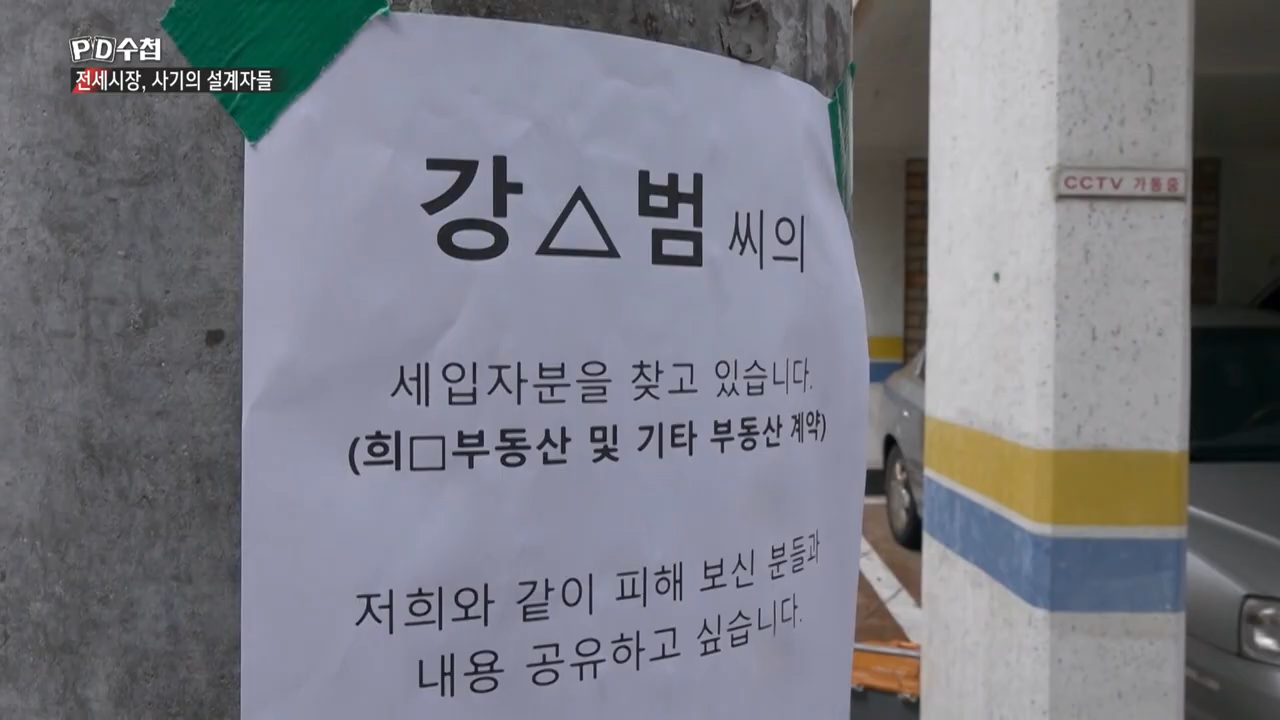 PD수첩
전세시장, 사기의 설계자들
강△범 씨의
세입자분을 찾고 있습니다.
(희□부동산 및 기타 부동산 계약)
저희와 같이 피해 보신 분들과
내용 공유하고 싶습니다.
CCTV 가동중